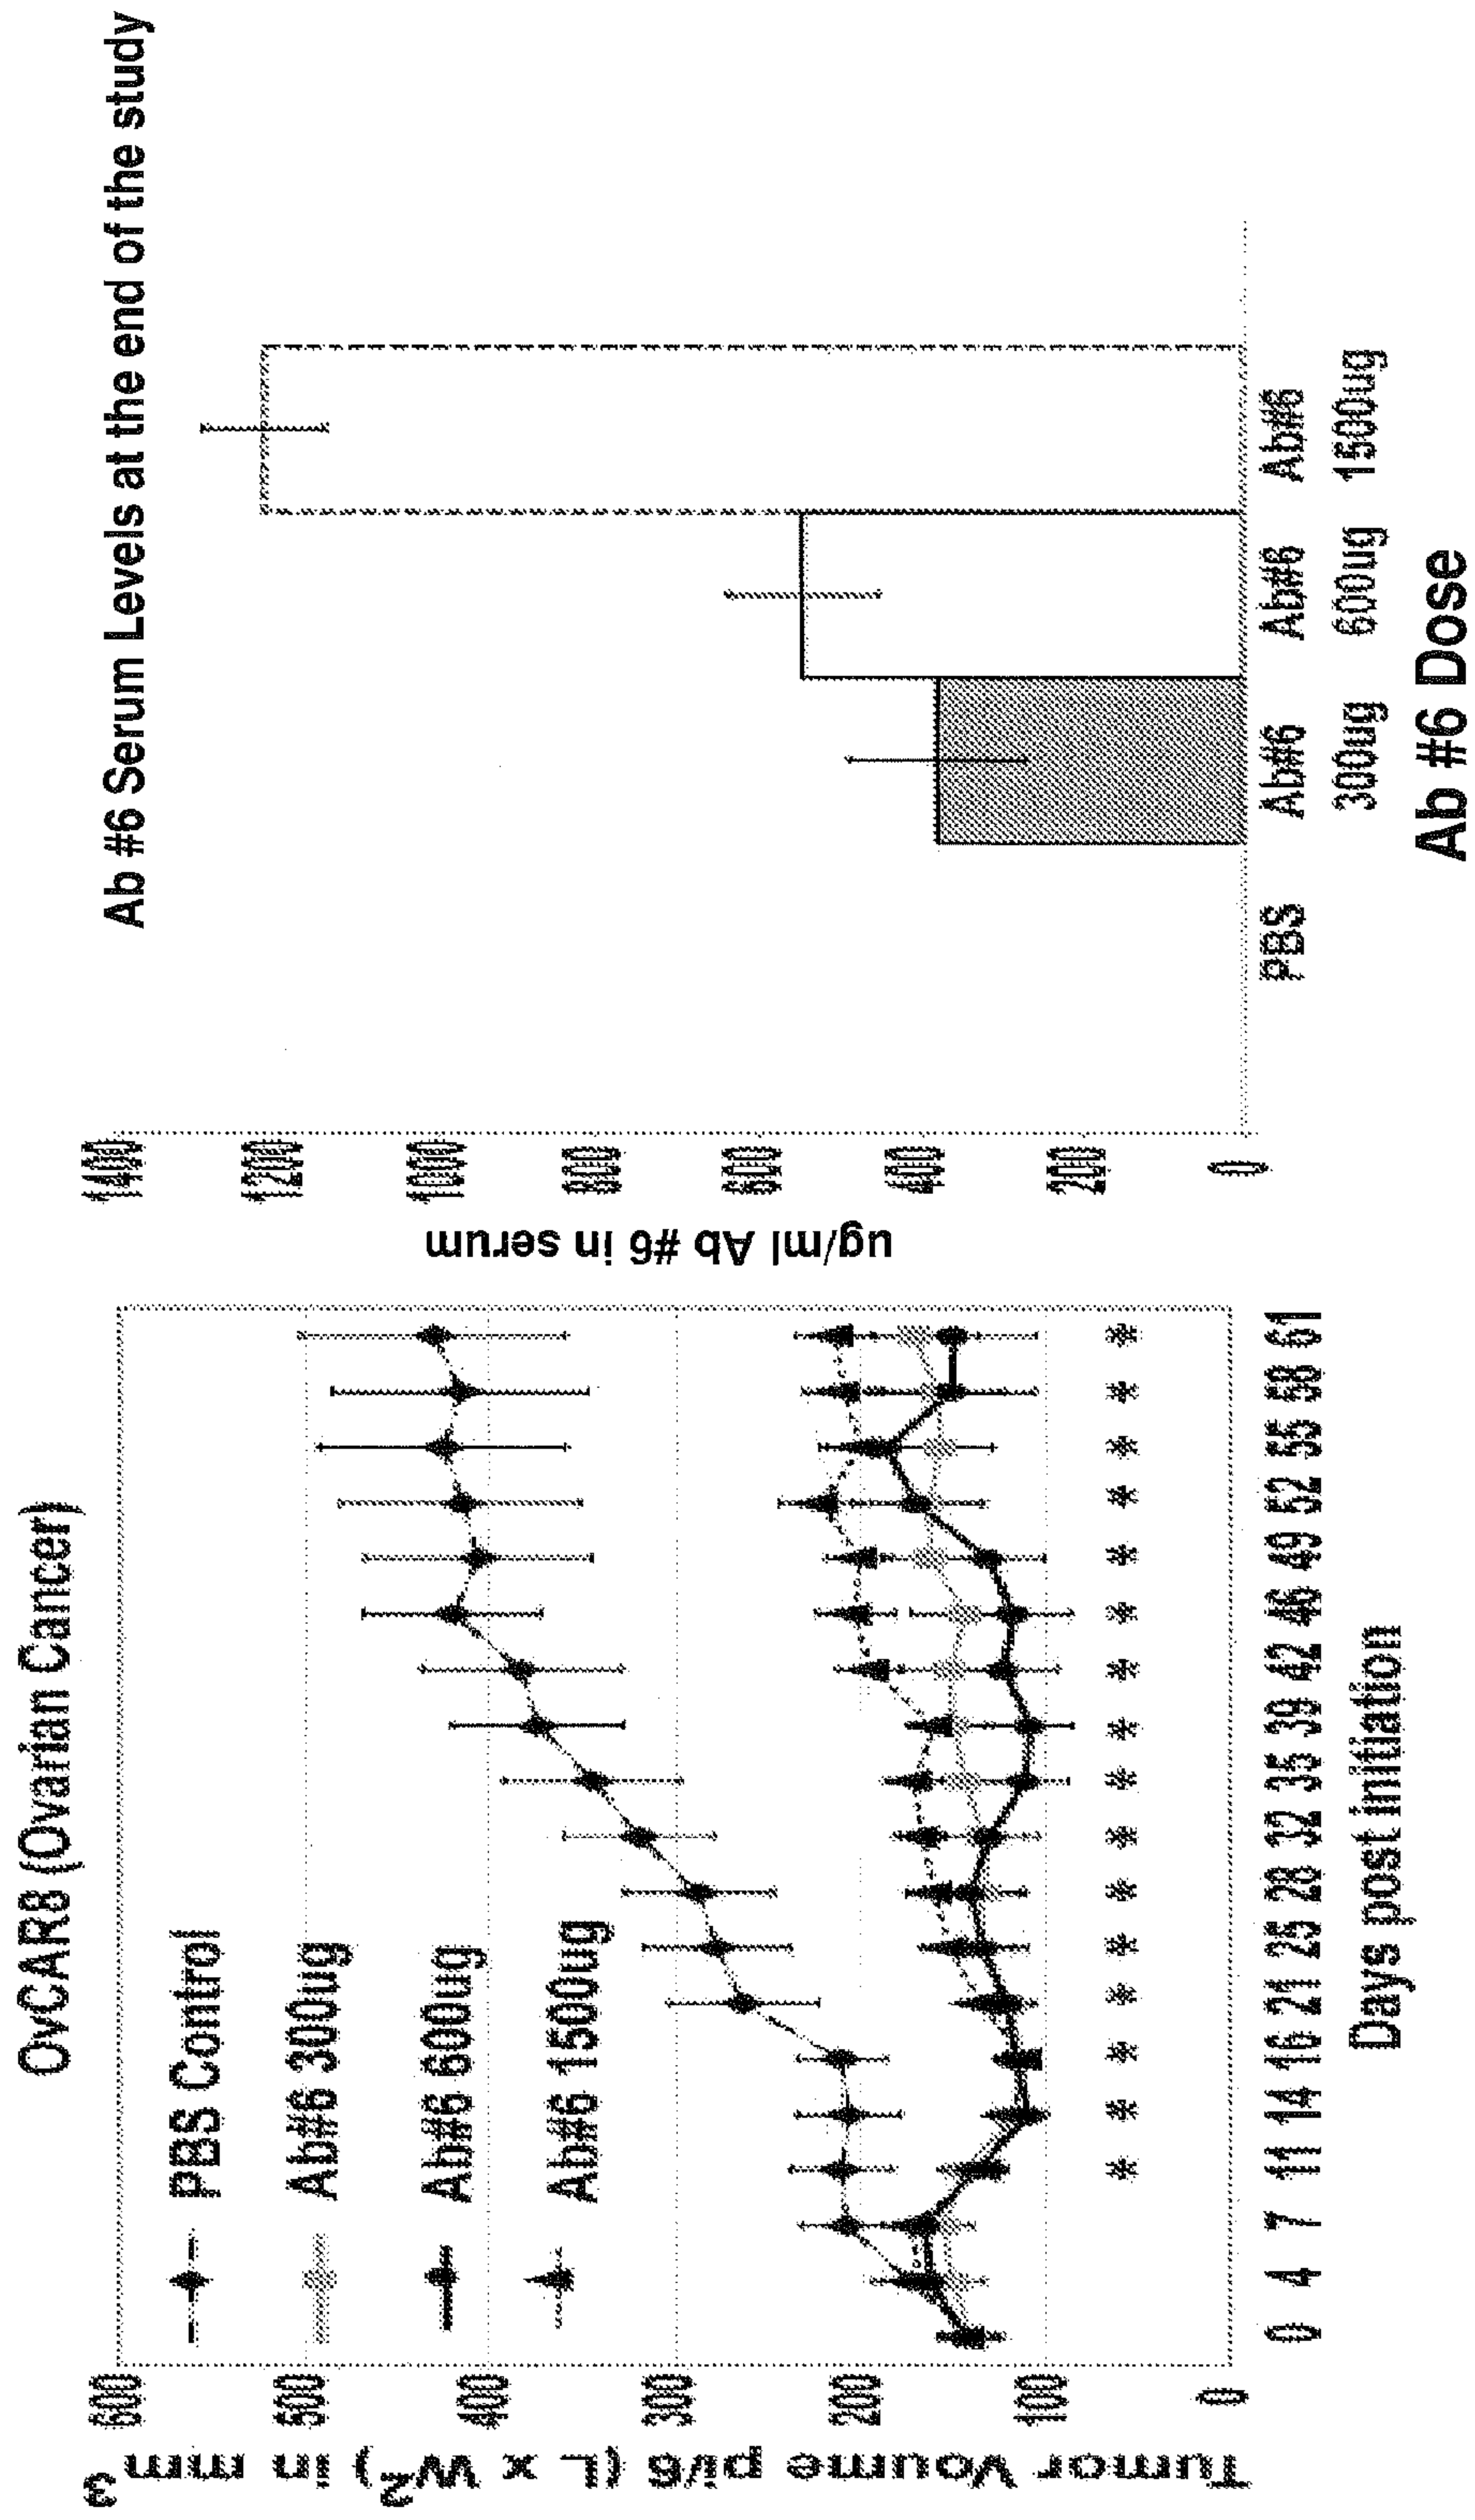 OvCAR8 (Ovarian Cancer)
Tumor Voume pi/6 (L x W2) in mm3
600
500
400
300
200
100
0
PBS Control
Ab#6 300ug
Ab#6 600ug
Ab#6 1500ug
* * * * * * * * * * * * * * * *
0 4 7 11 14 16 21 25 28 32 35 39 42 46 49 52 55 58 61
Days post initiation
Ab #6 Serum Levels at the end of the study
ug/ml Ab #6 in serum
1400
1200
1000
800
600
400
200
0
PBS Ab#6 Ab#6 Ab#6
300ug 600ug 1500ug
Ab #6 Dose